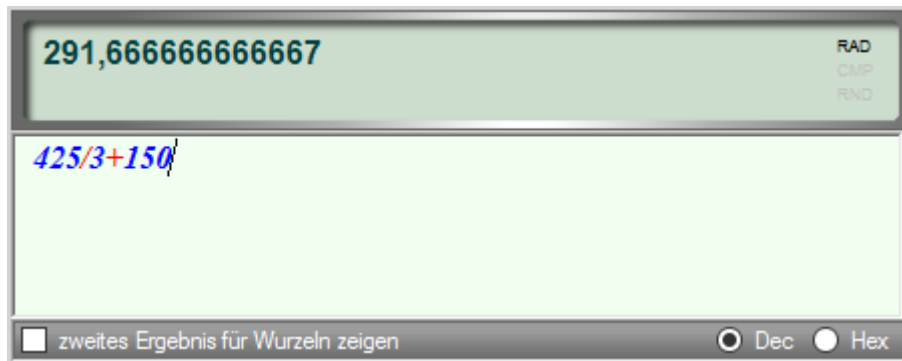 291,666666666667
RAD
CMP
RND
425/3+150
zweites Ergebnis für Wurzeln zeigen
Dec Hex